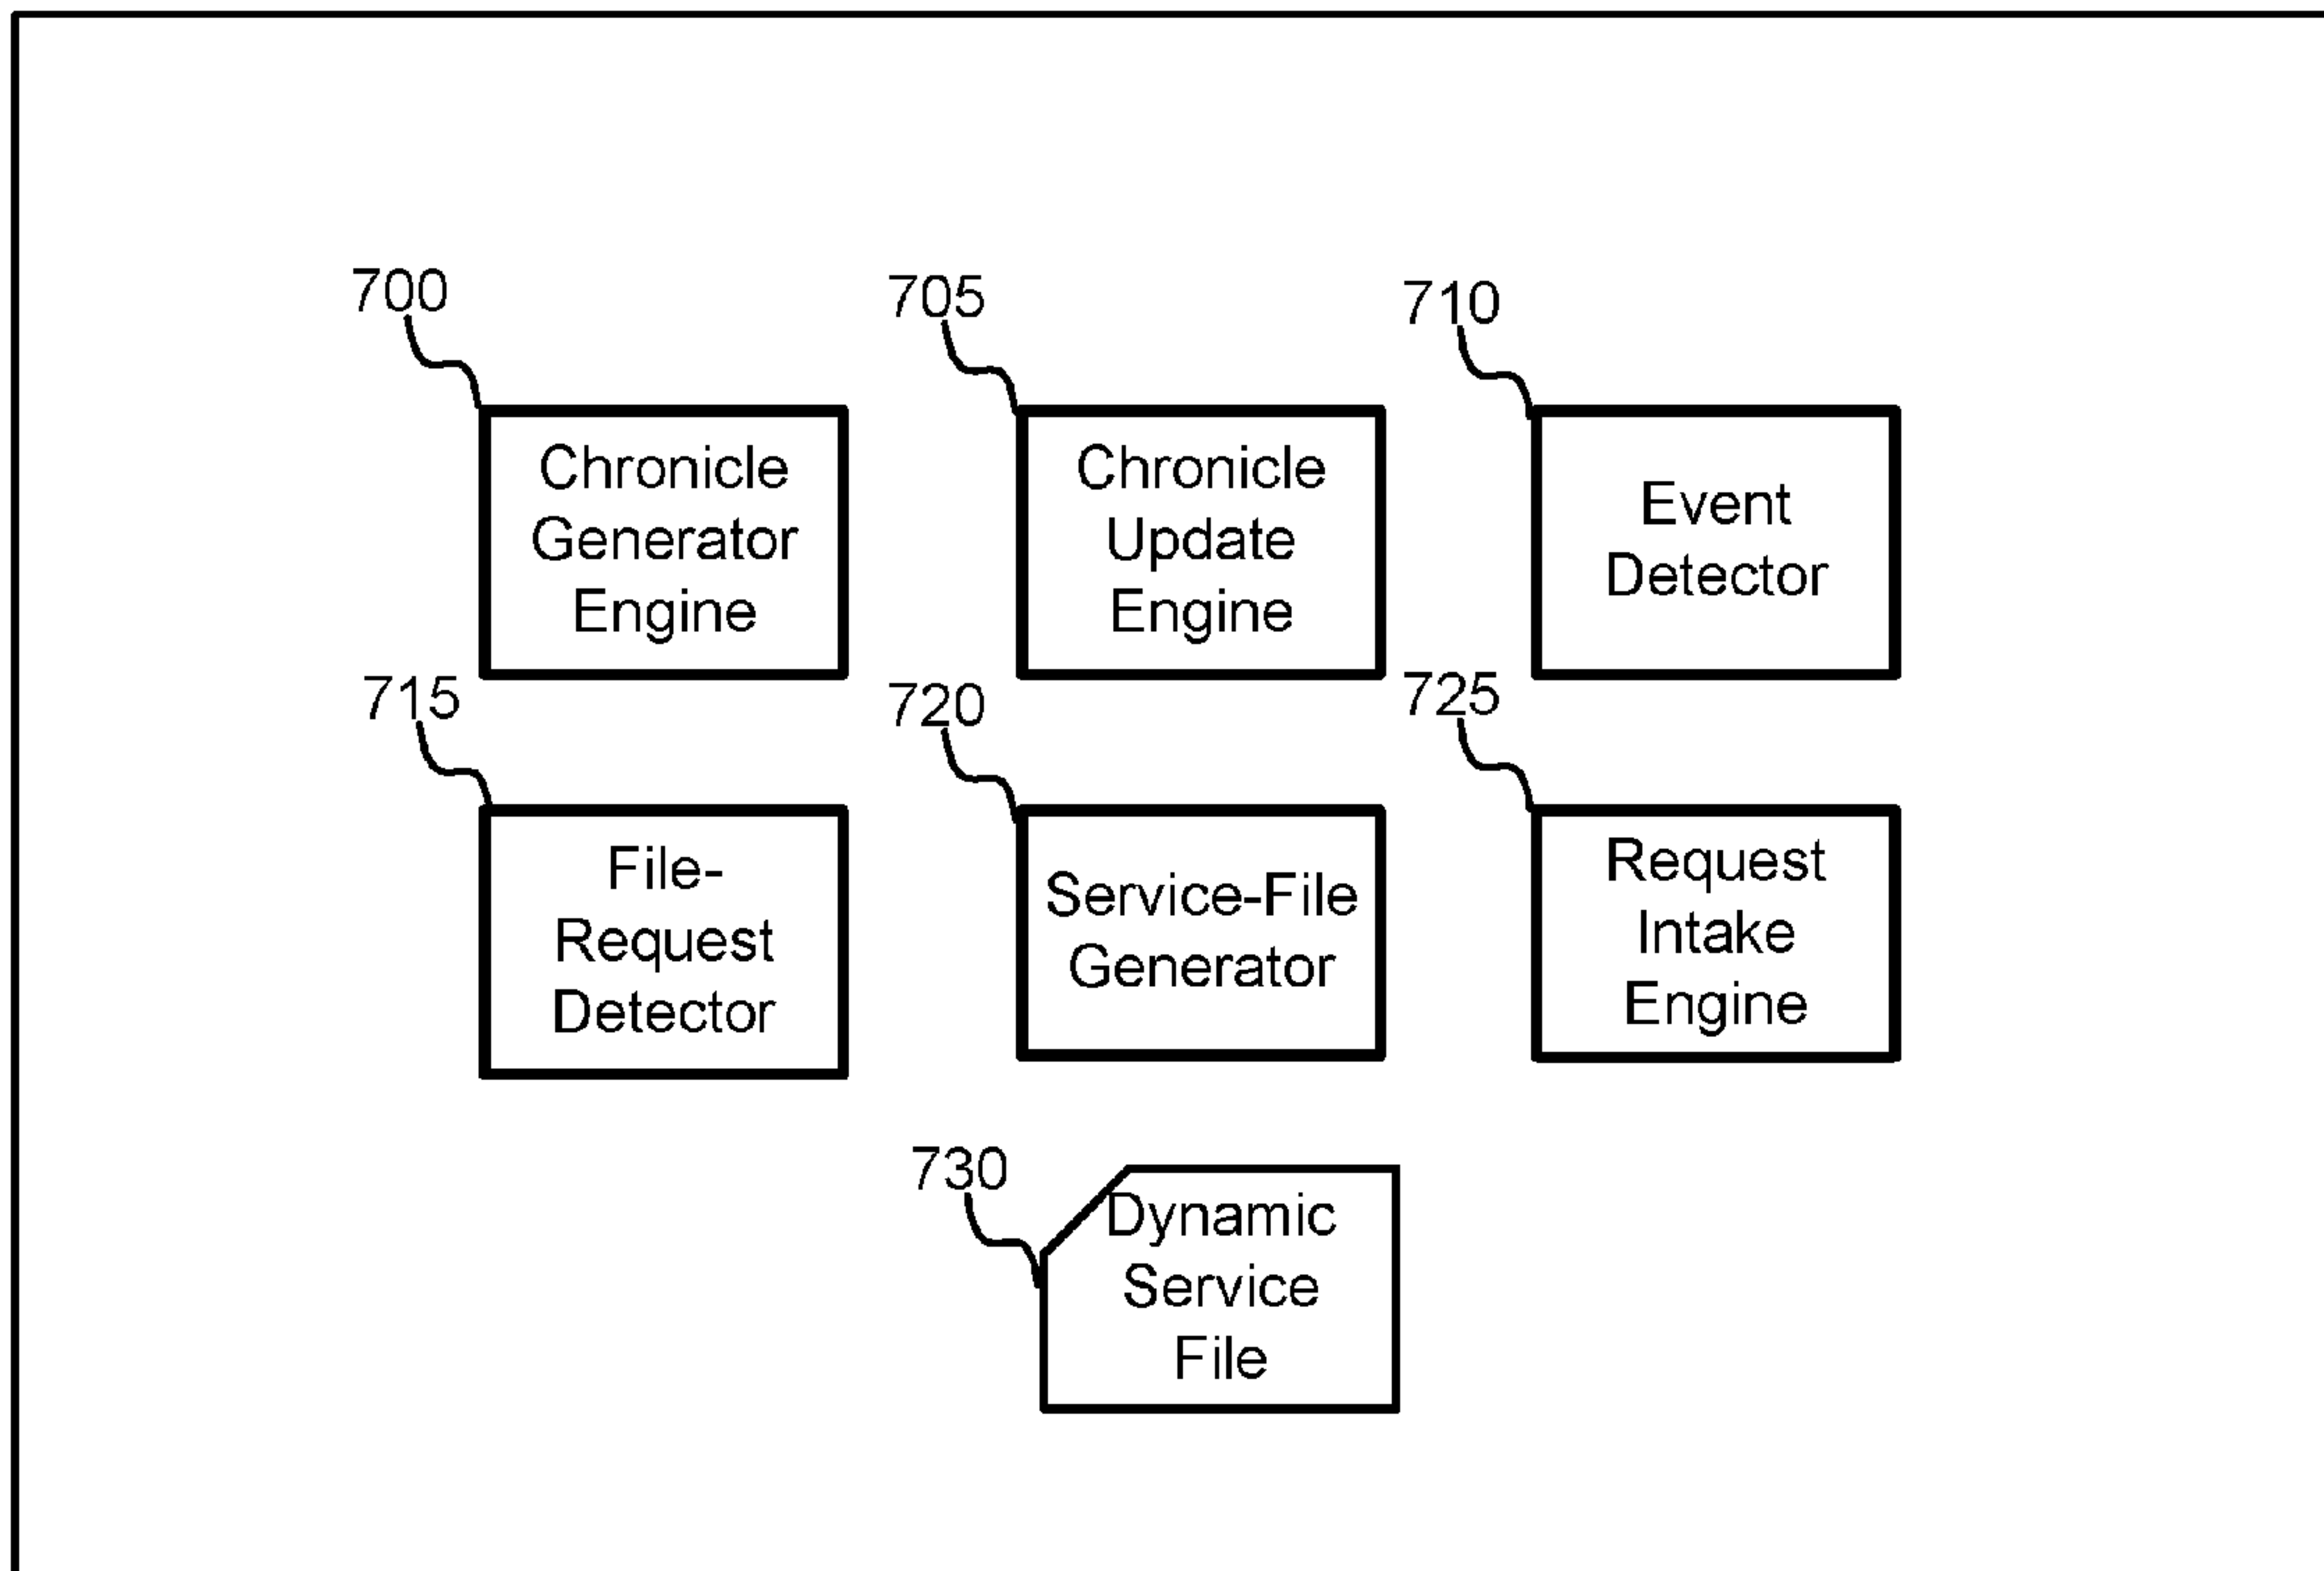 700
Chronicle
Generator
Engine
705
Chronicle
Update
Engine
710
Event
Detector
715
File-
Request
Detector
720
Service-File
Generator
725
Request
Intake
Engine
730
Dynamic
Service
File